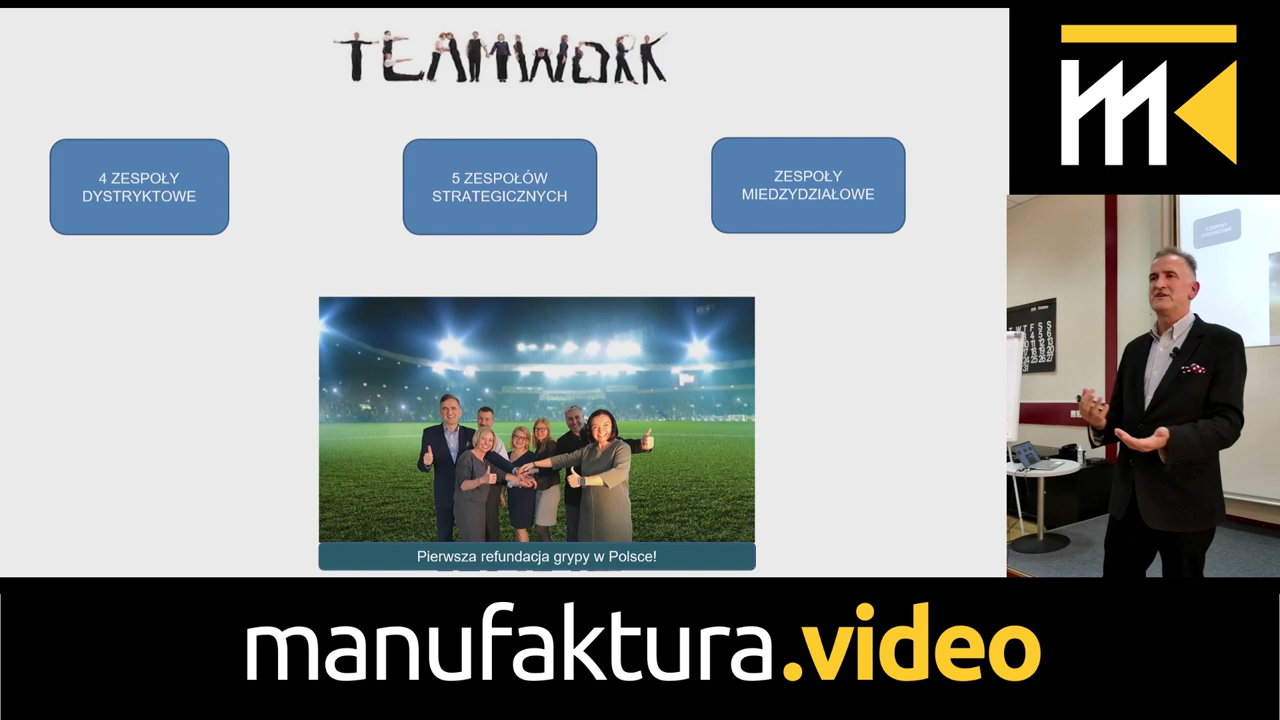 TEAMWORK
4 ZESPOŁY
DYSTRYKTOWE
5 ZESPOŁÓW
STRATEGICZNYCH
ZESPOŁY
MIEDZYDZIAŁOWE
Pierwsza refundacja grypy w Polsce!
manufaktura.video